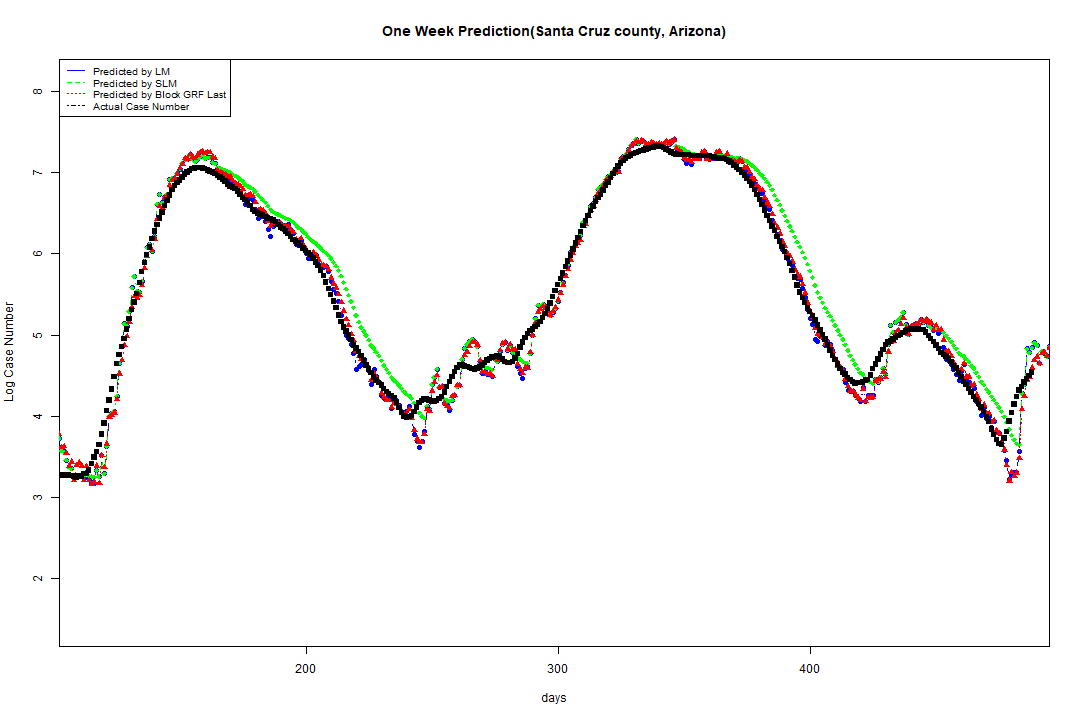 One Week Prediction(Santa Cruz county, Arizona)
Predicted by LM
Predicted by SLM
Predicted by Block GRF Last
Actual Case Number
8
7
6
5
4
3
2
Log Case Number
200
300
400
days